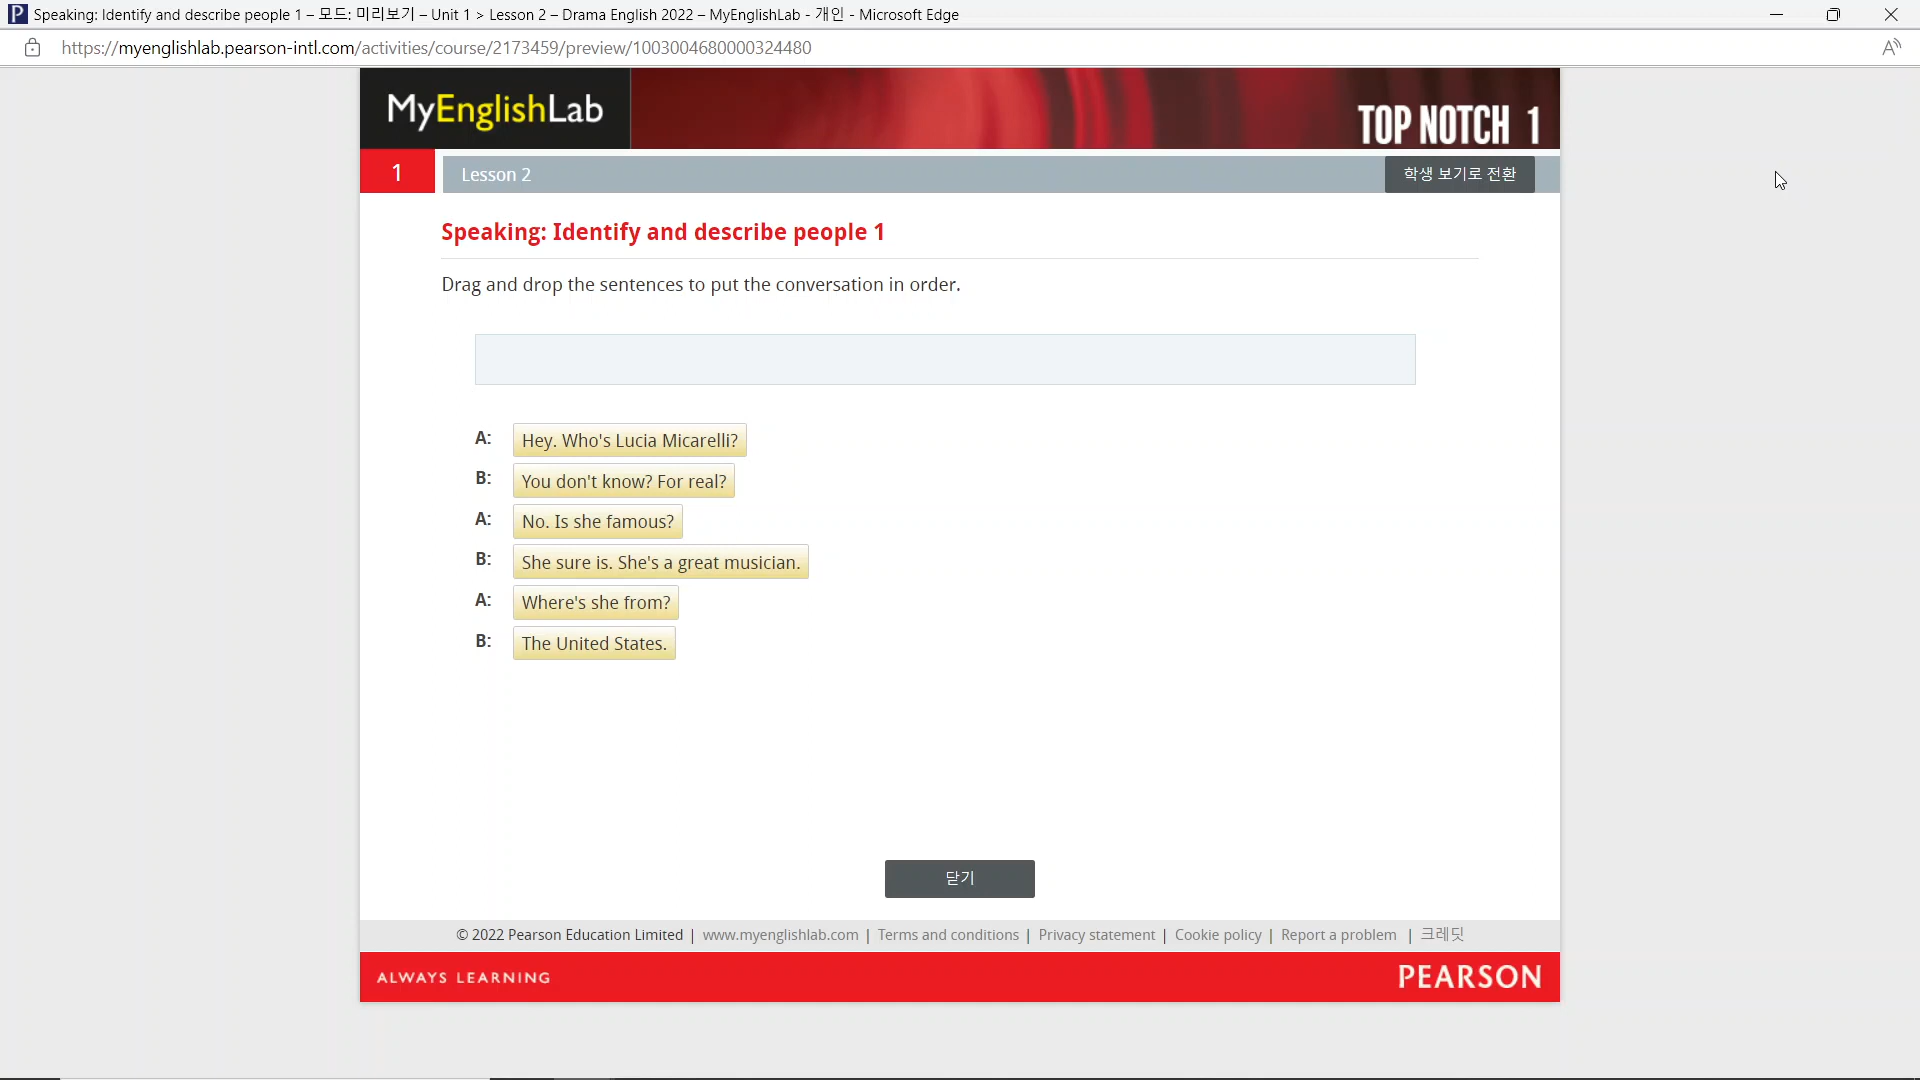 Speaking: Identify and describe people 1 – 모드: 미리보기 – Unit 1 > Lesson 2 – Drama English 2022 – MyEnglishLab - 개인 - Microsoft Edge
https://myenglishlab.pearson-intl.com/activities/course/2173459/preview/1003004680000324480
MyEnglishLab
TOP NOTCH 1
1 Lesson 2 학생 보기로 전환
Speaking: Identify and describe people 1
Drag and drop the sentences to put the conversation in order.
A: Hey. Who's Lucia Micarelli?
B: You don't know? For real?
A: No. Is she famous?
B: She sure is. She's a great musician.
A: Where's she from?
B: The United States.
닫기
© 2022 Pearson Education Limited | www.myenglishlab.com | Terms and conditions | Privacy statement | Cookie policy | Report a problem | 크레딧
ALWAYS LEARNING PEARSON